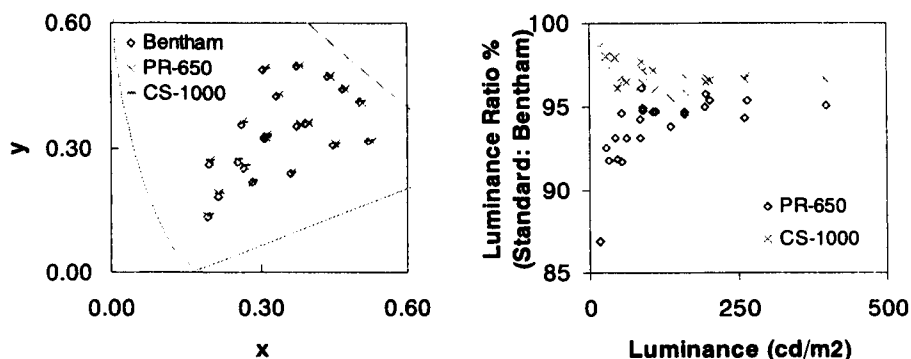 0.60
Bentham
PR-650
CS-1000
y
0.30
0.00
0.00
0.30
0.60
x
100
95
90
85
Luminance Ratio %
(Standard: Bentham)
PR-650
CS-1000
0
250
500
Luminance (cd/m2)